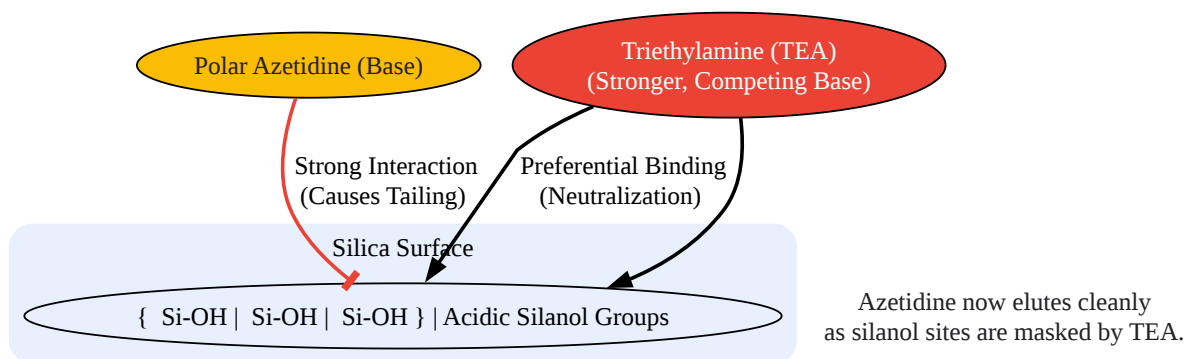 Polar Azetidine (Base)
Triethylamine (TEA)
(Stronger, Competing Base)
Strong Interaction
(Causes Tailing)
Preferential Binding
(Neutralization)
Silica Surface
{ Si-OH | Si-OH | Si-OH } | Acidic Silanol Groups
Azetidine now elutes cleanly
as silanol sites are masked by TEA.